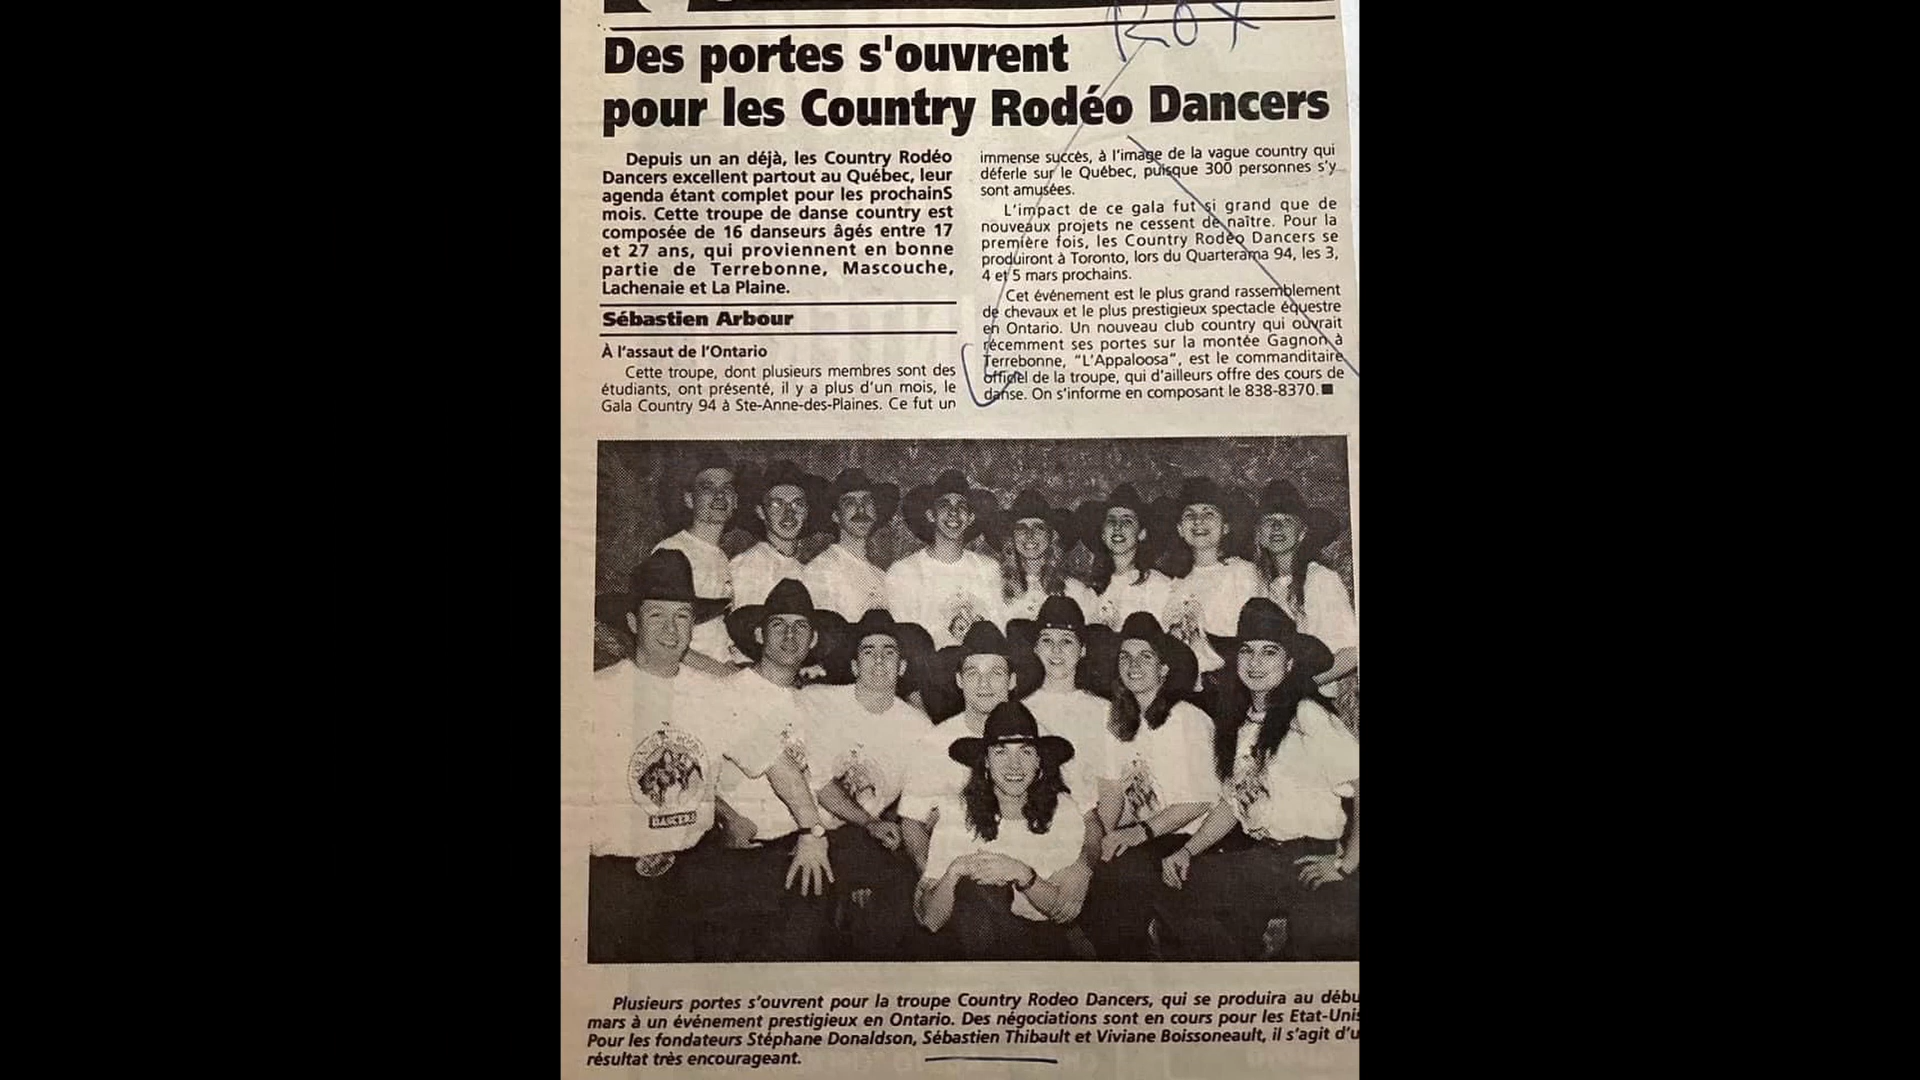 ROX
Des portes s'ouvrent
pour les Country Rodéo Dancers
Depuis un an déjà, les Country Rodéo
Dancers excellent partout au Québec, leur
agenda étant complet pour les prochainS
mois. Cette troupe de danse country est
composée de 16 danseurs âgés entre 17
et 27 ans, qui proviennent en bonne
partie de Terrebonne, Mascouche,
Lachenaie et La Plaine.
Sébastien Arbour
À l'assaut de l'Ontario
Cette troupe, dont plusieurs membres sont des
étudiants, ont présenté, il y a plus d'un mois, le
Gala Country 94 à Ste-Anne-des-Plaines. Ce fut un
immense succès, à l'image de la vague country qui
déferle sur le Québec, puisque 300 personnes s'y
sont amusées.
L'impact de ce gala fut si grand que de
nouveaux projets ne cessent de naître. Pour la
première fois, les Country Rodéo Dancers se
produiront à Toronto, lors du Quarterama 94, les 3,
4 et 5 mars prochains.
Cet événement est le plus grand rassemblement
de chevaux et le plus prestigieux spectacle équestre
en Ontario. Un nouveau club country qui ouvrait
récemment ses portes sur la montée Gagnon à
Terrebonne, "L'Appaloosa", est le commanditaire
officiel de la troupe, qui d'ailleurs offre des cours de
danse. On s'informe en composant le 838-8370.
DANCERS
Plusieurs portes s'ouvrent pour la troupe Country Rodeo Dancers, qui se produira au débu
mars à un événement prestigieux en Ontario. Des négociations sont en cours pour les Etat-Unis
Pour les fondateurs Stéphane Donaldson, Sébastien Thibault et Viviane Boissoneault, il s'agit d'u
résultat très encourageant.